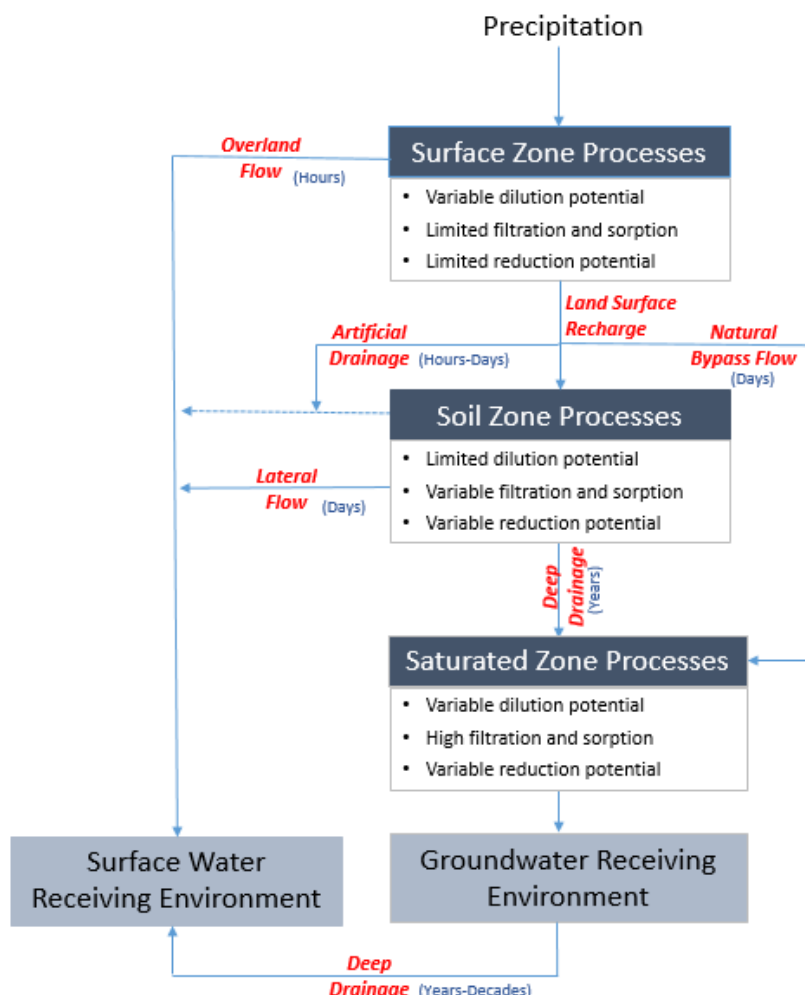 Precipitation
Overland
Flow (Hours)
Surface Zone Processes
• Variable dilution potential
• Limited filtration and sorption
• Limited reduction potential
Land Surface
Recharge
Artificial
Drainage (Hours-Days)
Natural
Bypass Flow
(Days)
Soil Zone Processes
• Limited dilution potential
• Variable filtration and sorption
• Variable reduction potential
Lateral
Flow (Days)
Deep
Drainage
(Years)
Saturated Zone Processes
• Variable dilution potential
• High filtration and sorption
• Variable reduction potential
Surface Water
Receiving Environment
Groundwater Receiving
Environment
Deep
Drainage (Years-Decades)